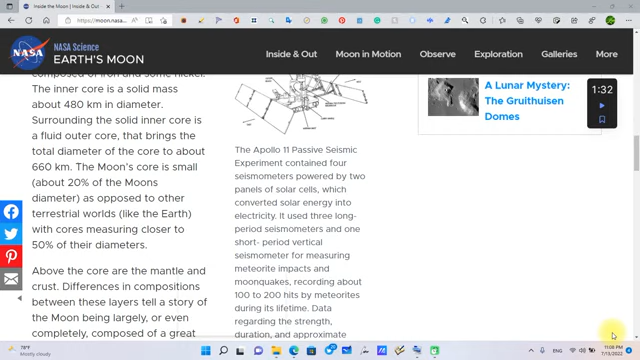 Inside the Moon | Inside & Out
https://moon.nasa...
NASA
NASA Science
EARTH'S MOON
Inside & Out
Moon in Motion
Observe
Exploration
Galleries
More
composed of iron and some nickel.
The inner core is a solid mass
about 480 km in diameter.
Surrounding the solid inner core is
a fluid outer core, that brings the
total diameter of the core to about
660 km. The Moon's core is small
(about 20% of the Moons
diameter) as opposed to other
terrestrial worlds (like the Earth)
with cores measuring closer to
50% of their diameters.
Above the core are the mantle and
crust. Differences in compositions
between these layers tell a story of
the Moon being largely, or even
completely, composed of a great
The Apollo 11 Passive Seismic
Experiment contained four
seismometers powered by two
panels of solar cells, which
converted solar energy into
electricity. It used three long-
period seismometers and one
short- period vertical
seismometer for measuring
meteorite impacts and
moonquakes, recording about
100 to 200 hits by meteorites
during its lifetime. Data
regarding the strength,
duration, and approximate
A Lunar Mystery:
The Gruithuisen
Domes
1:32
78°F
Mostly cloudy
ENG
11:08 PM
7/13/2022